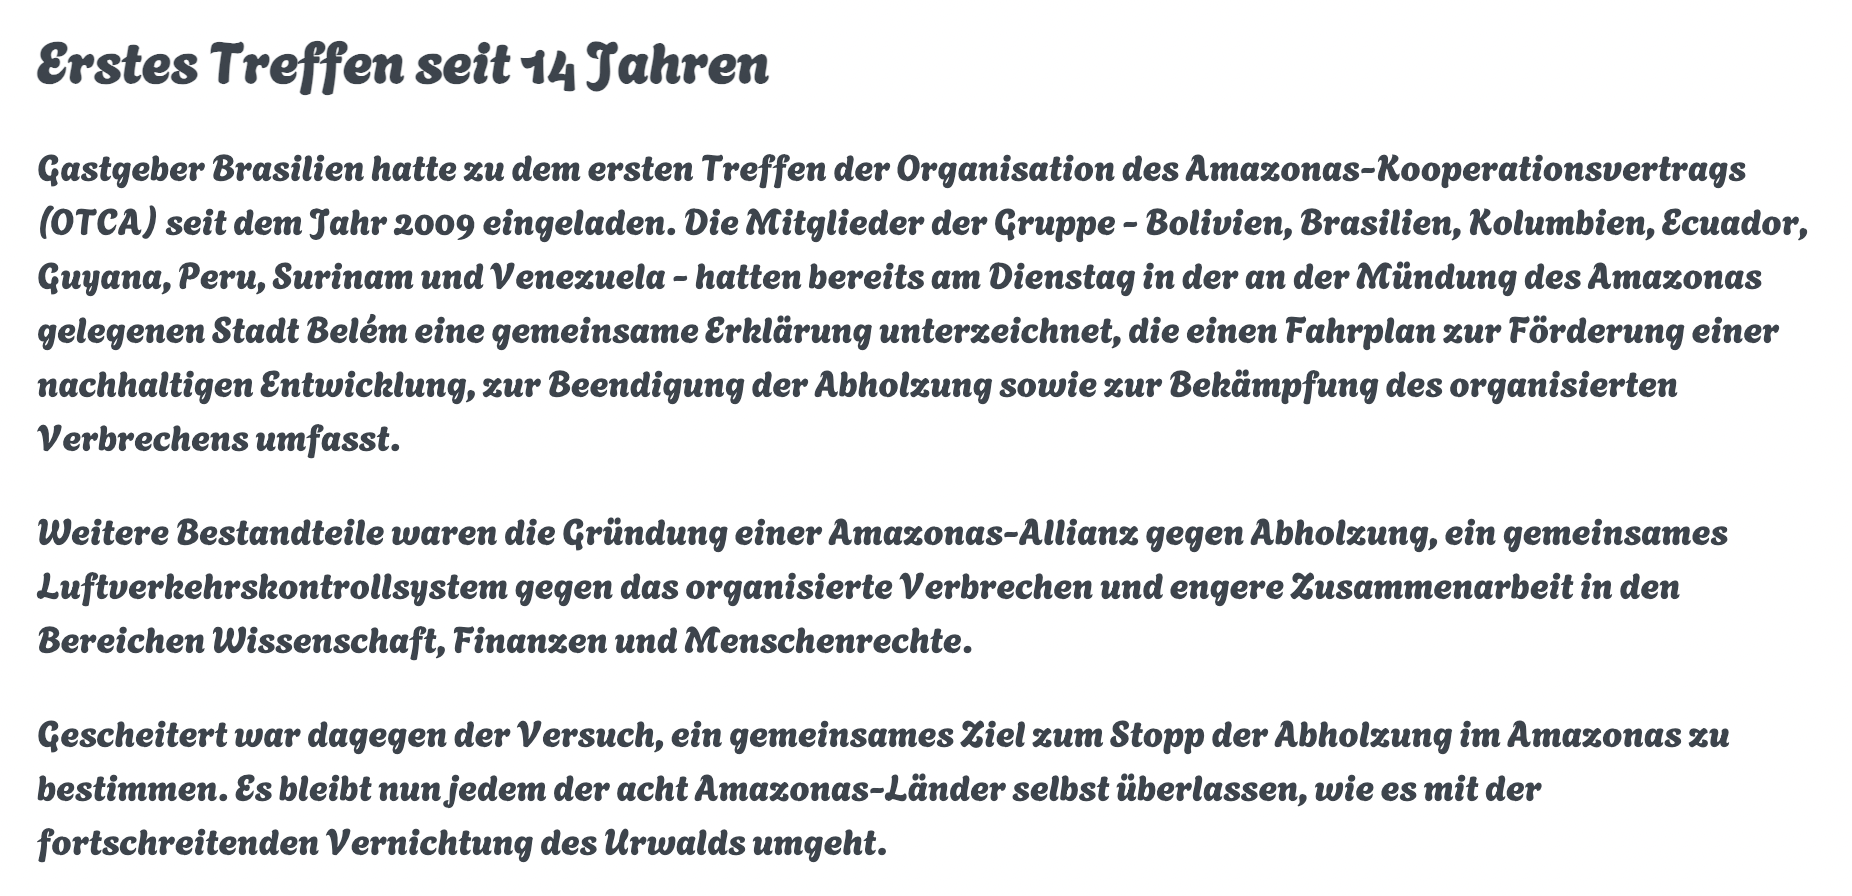 Erstes Treffen seit 14 Jahren
Gastgeber Brasilien hatte zu dem ersten Treffen der Organisation des Amazonas-Kooperationsvertrags
(OTCA) seit dem Jahr 2009 eingeladen. Die Mitglieder der Gruppe – Bolivien, Brasilien, Kolumbien, Ecuador,
Guyana, Peru, Surinam und Venezuela – hatten bereits am Dienstag in der an der Mündung des Amazonas
gelegenen Stadt Belém eine gemeinsame Erklärung unterzeichnet, die einen Fahrplan zur Förderung einer
nachhaltigen Entwicklung, zur Beendigung der Abholzung sowie zur Bekämpfung des organisierten
Verbrechens umfasst.
Weitere Bestandteile waren die Gründung einer Amazonas-Allianz gegen Abholzung, ein gemeinsames
Luftverkehrskontrollsystem gegen das organisierte Verbrechen und engere Zusammenarbeit in den
Bereichen Wissenschaft, Finanzen und Menschenrechte.
Gescheitert war dagegen der Versuch, ein gemeinsames Ziel zum Stopp der Abholzung im Amazonas zu
bestimmen. Es bleibt nun jedem der acht Amazonas-Länder selbst überlassen, wie es mit der
fortschreitenden Vernichtung des Urwalds umgeht.